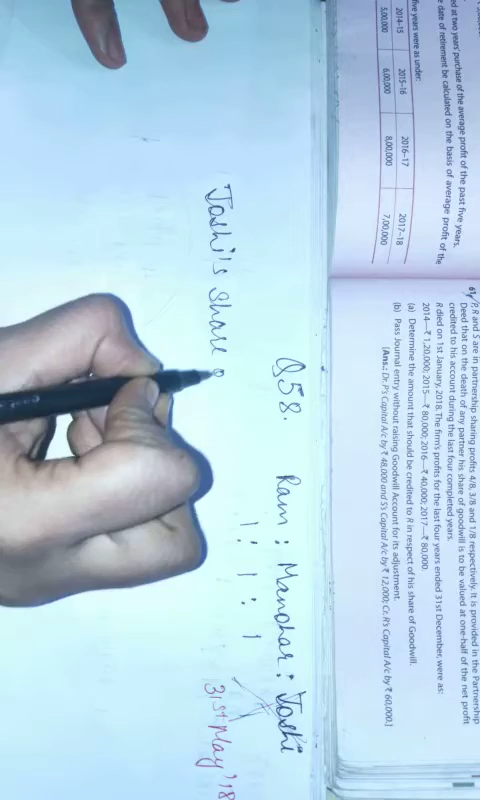 ed at two years' purchase of the average profit of the past five years.
e date of retirement be calculated on the basis of average profit of the
five years were as under:
2014-15 2015-16 2016-17 2017-18
5,00,000 6,00,000 8,00,000 7,00,000
61. P, R and S are in partnership sharing profits 4/8, 3/8 and 1/8 respectively. It is provided in the Partnership
Deed that on the death of any partner his share of goodwill is to be valued at one-half of the net profit
credited to his account during the last four completed years.
R died on 1st January, 2018. The firm's profits for the last four years ended 31st December, were as:
2014—₹ 1,20,000; 2015—₹ 80,000; 2016—₹ 40,000; 2017—₹ 80,000.
(a) Determine the amount that should be credited to R in respect of his share of Goodwill.
(b) Pass Journal entry without raising Goodwill Account for its adjustment.
[Ans.: Dr. P's Capital A/c by ₹ 48,000 and S's Capital A/c by ₹ 12,000; Cr. R's Capital A/c by ₹ 60,000.]
Q58. Ram : Manohar : Joshi
1 : 1 : 1
31st May '18
Joshi's Share o